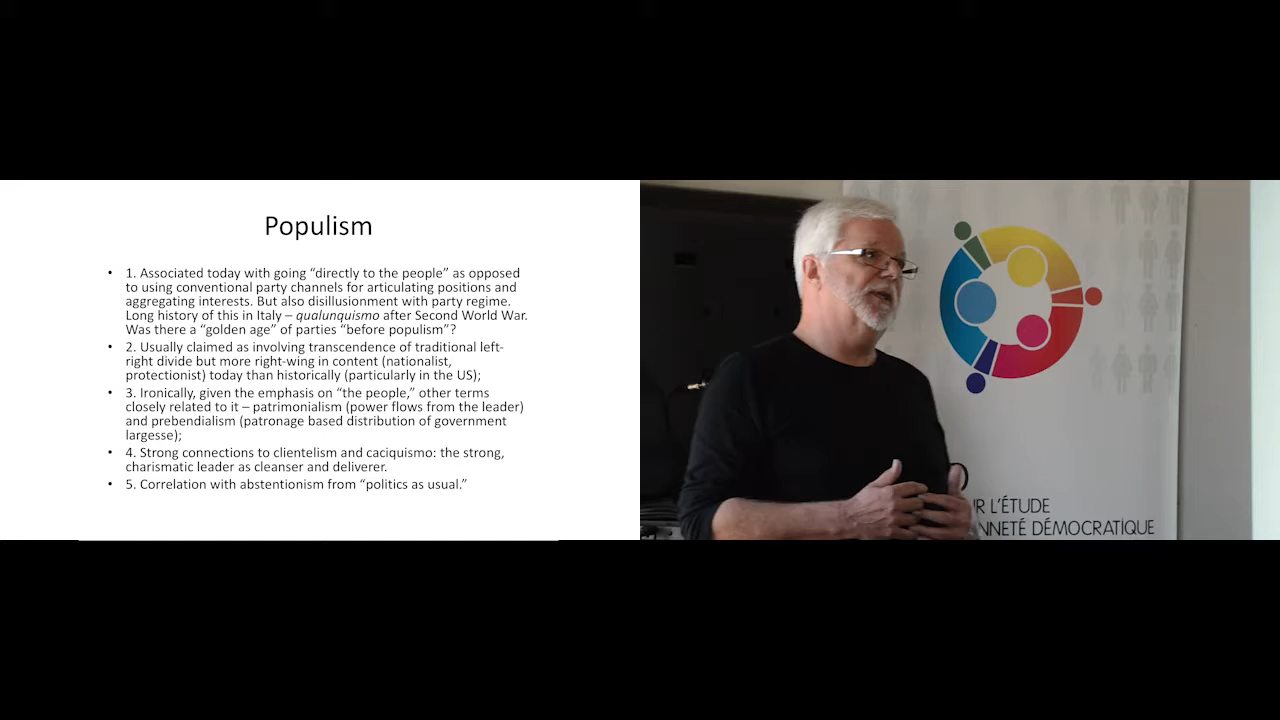 Populism
• 1. Associated today with going “directly to the people” as opposed
to using conventional party channels for articulating positions and
aggregating interests. But also disillusionment with party regime.
Long history of this in Italy – qualunquismo after Second World War.
Was there a “golden age” of parties “before populism”?
• 2. Usually claimed as involving transcendence of traditional left-
right divide but more right-wing in content (nationalist,
protectionist) today than historically (particularly in the US);
• 3. Ironically, given the emphasis on “the people,” other terms
closely related to it – patrimonialism (power flows from the leader)
and prebendialism (patronage based distribution of government
largesse);
• 4. Strong connections to clientelism and caciquismo: the strong,
charismatic leader as cleanser and deliverer.
• 5. Correlation with abstentionism from “politics as usual.”
R L’ÉTUDE
NNETÉ DÉMOCRATIQUE